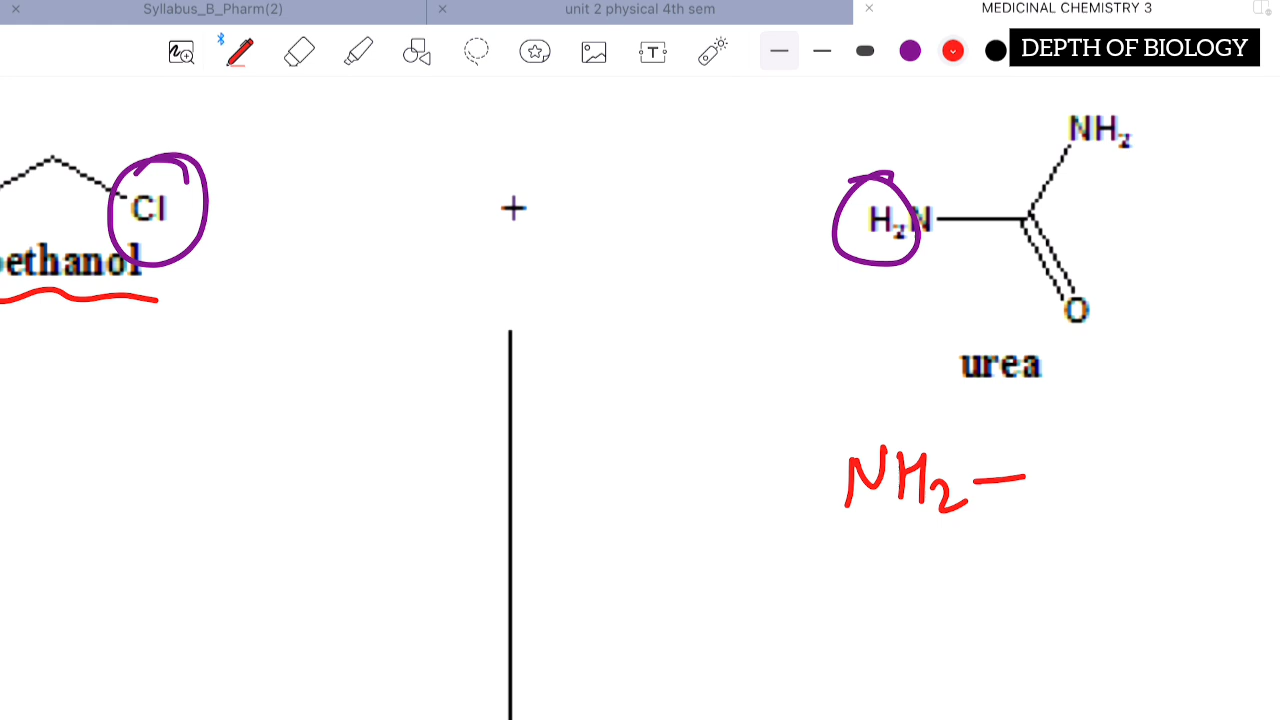 Syllabus_B_Pharm(2)
unit 2 physical 4th sem
MEDICINAL CHEMISTRY 3
DEPTH OF BIOLOGY
NH₂
Cl
+
H₂N
ethanol
O
urea
NH₂ —